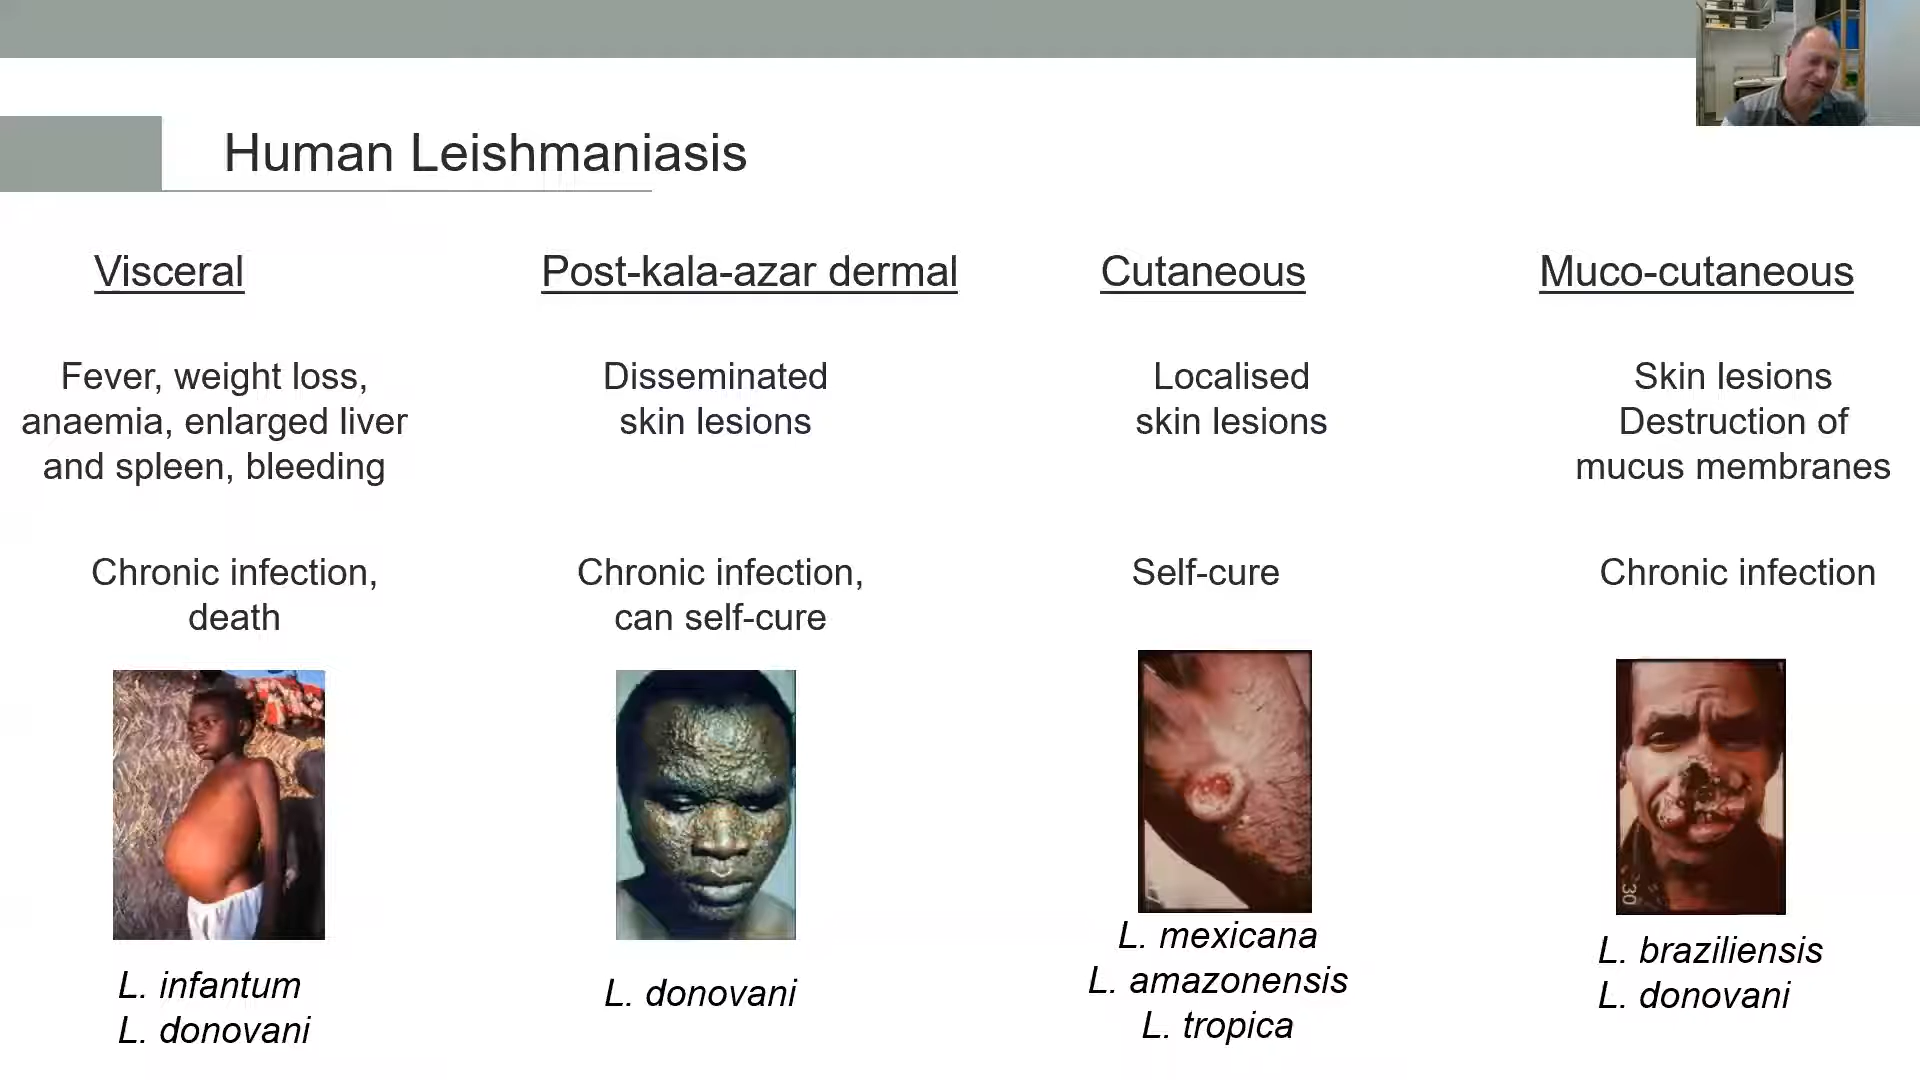 Human Leishmaniasis
Visceral
Fever, weight loss,
anaemia, enlarged liver
and spleen, bleeding
Chronic infection,
death
L. infantum
L. donovani
Post-kala-azar dermal
Disseminated
skin lesions
Chronic infection,
can self-cure
L. donovani
Cutaneous
Localised
skin lesions
Self-cure
L. mexicana
L. amazonensis
L. tropica
Muco-cutaneous
Skin lesions
Destruction of
mucus membranes
Chronic infection
30
L. braziliensis
L. donovani